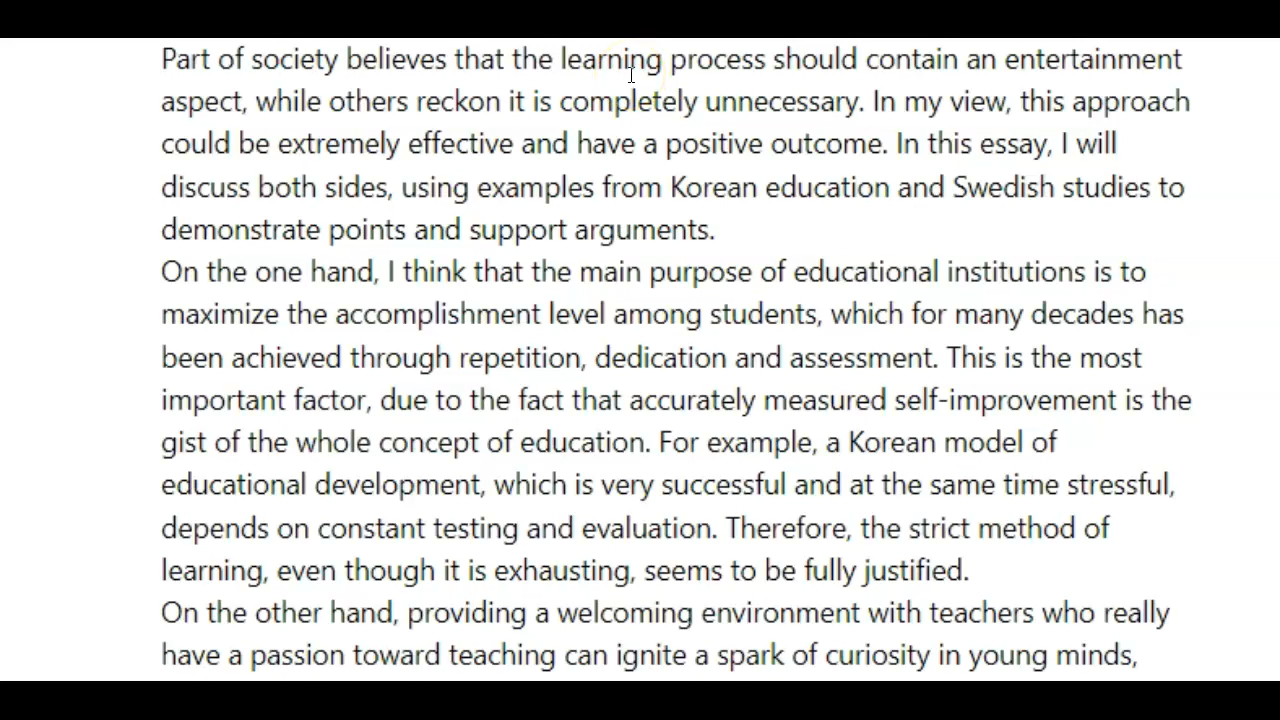 Part of society believes that the learning process should contain an entertainment
aspect, while others reckon it is completely unnecessary. In my view, this approach
could be extremely effective and have a positive outcome. In this essay, I will
discuss both sides, using examples from Korean education and Swedish studies to
demonstrate points and support arguments.
On the one hand, I think that the main purpose of educational institutions is to
maximize the accomplishment level among students, which for many decades has
been achieved through repetition, dedication and assessment. This is the most
important factor, due to the fact that accurately measured self-improvement is the
gist of the whole concept of education. For example, a Korean model of
educational development, which is very successful and at the same time stressful,
depends on constant testing and evaluation. Therefore, the strict method of
learning, even though it is exhausting, seems to be fully justified.
On the other hand, providing a welcoming environment with teachers who really
have a passion toward teaching can ignite a spark of curiosity in young minds,